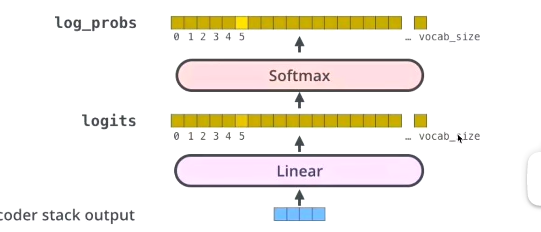 log_probs
0 1 2 3 4 5 … vocab_size
Softmax
logits
0 1 2 3 4 5 … vocab_size
Linear
coder stack output